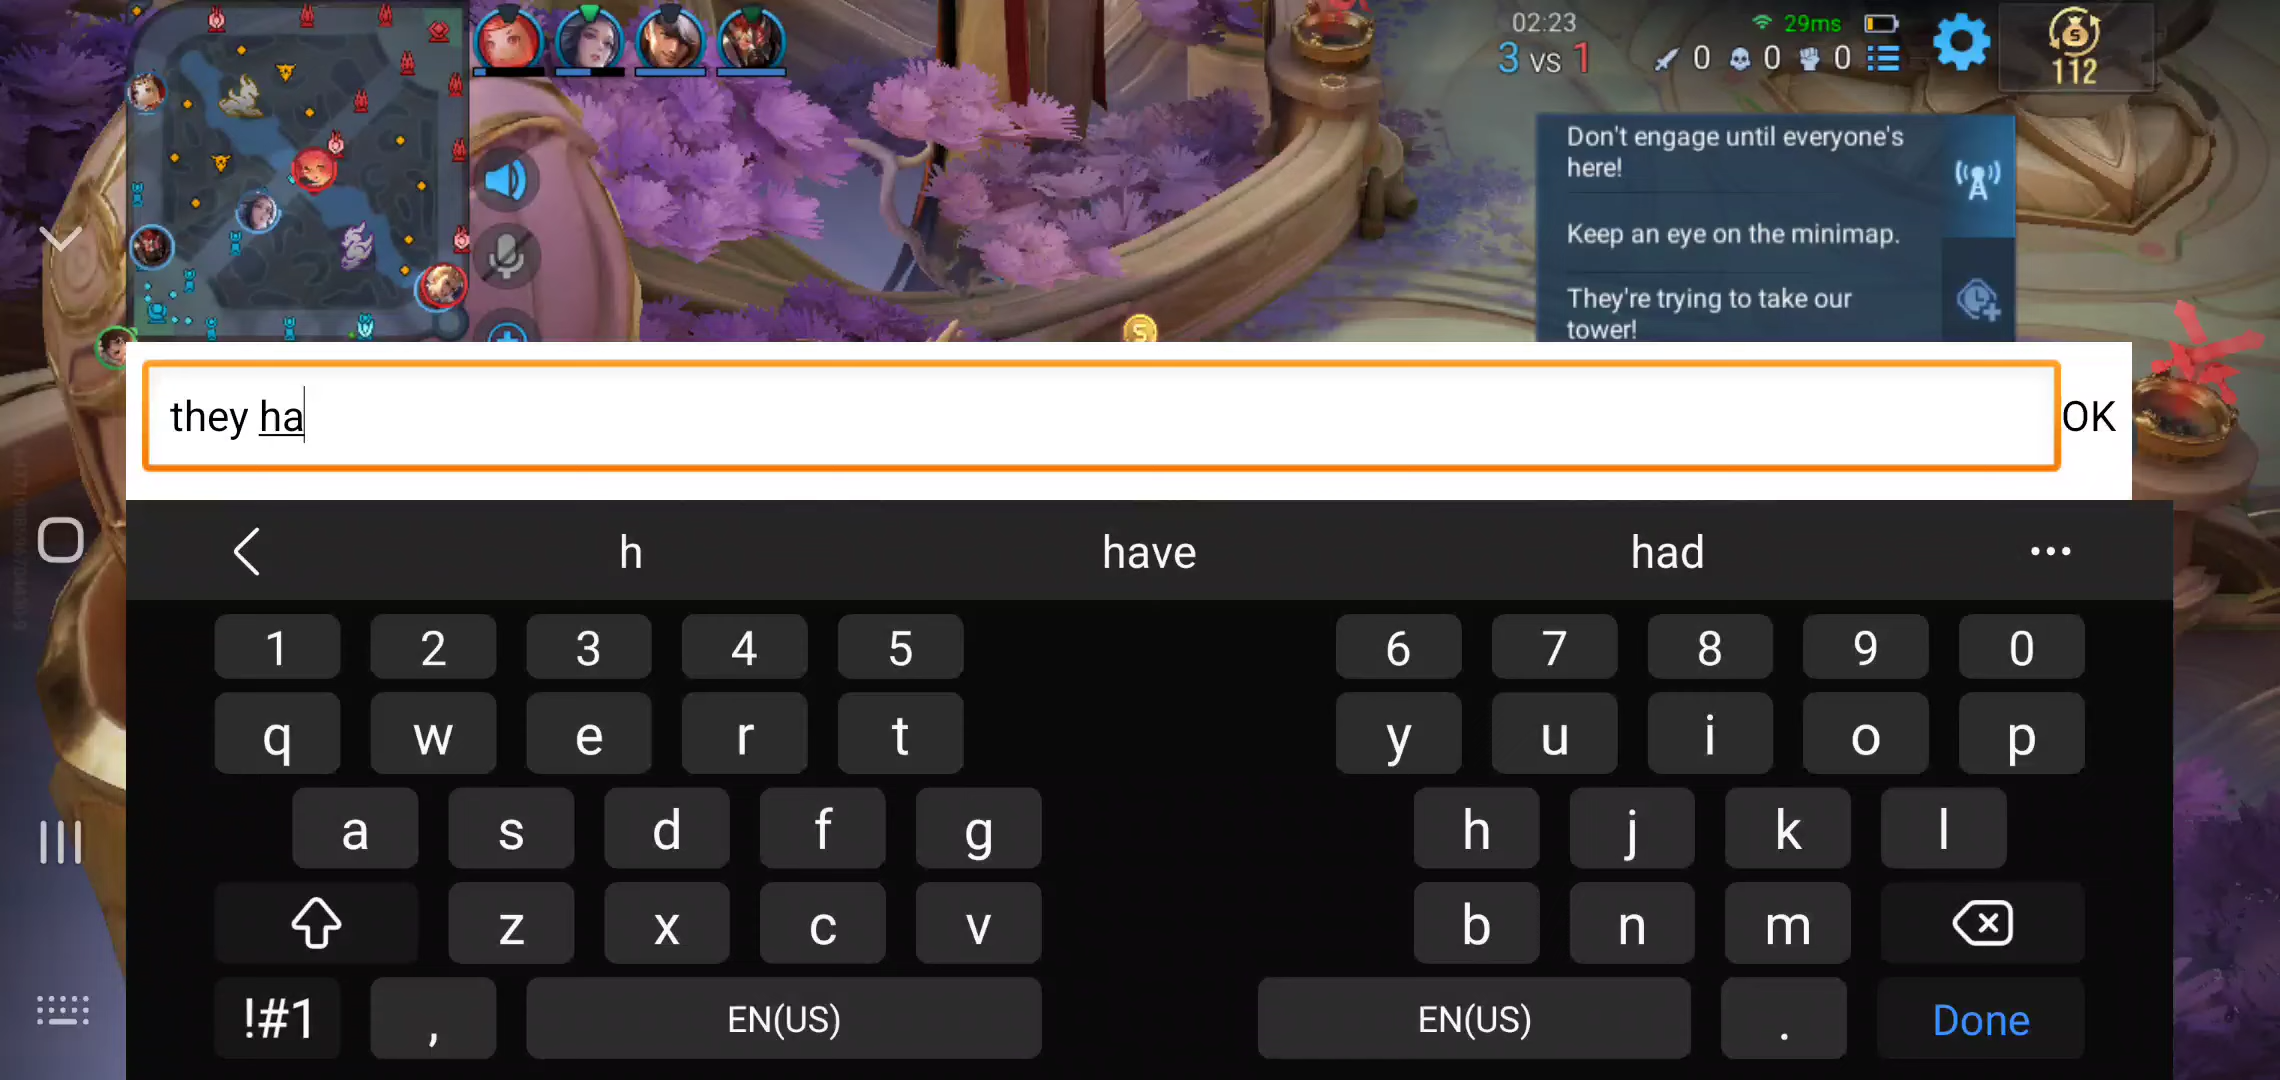 02:23
29ms
3 vs 1
0
0
0
112
Don't engage until everyone's
here!
Keep an eye on the minimap.
They're trying to take our
tower!
they ha
OK
h
have
had
1 2 3 4 5 6 7 8 9 0
q w e r t y u i o p
a s d f g h j k l
z x c v b n m
!#1 , EN(US) EN(US) . Done